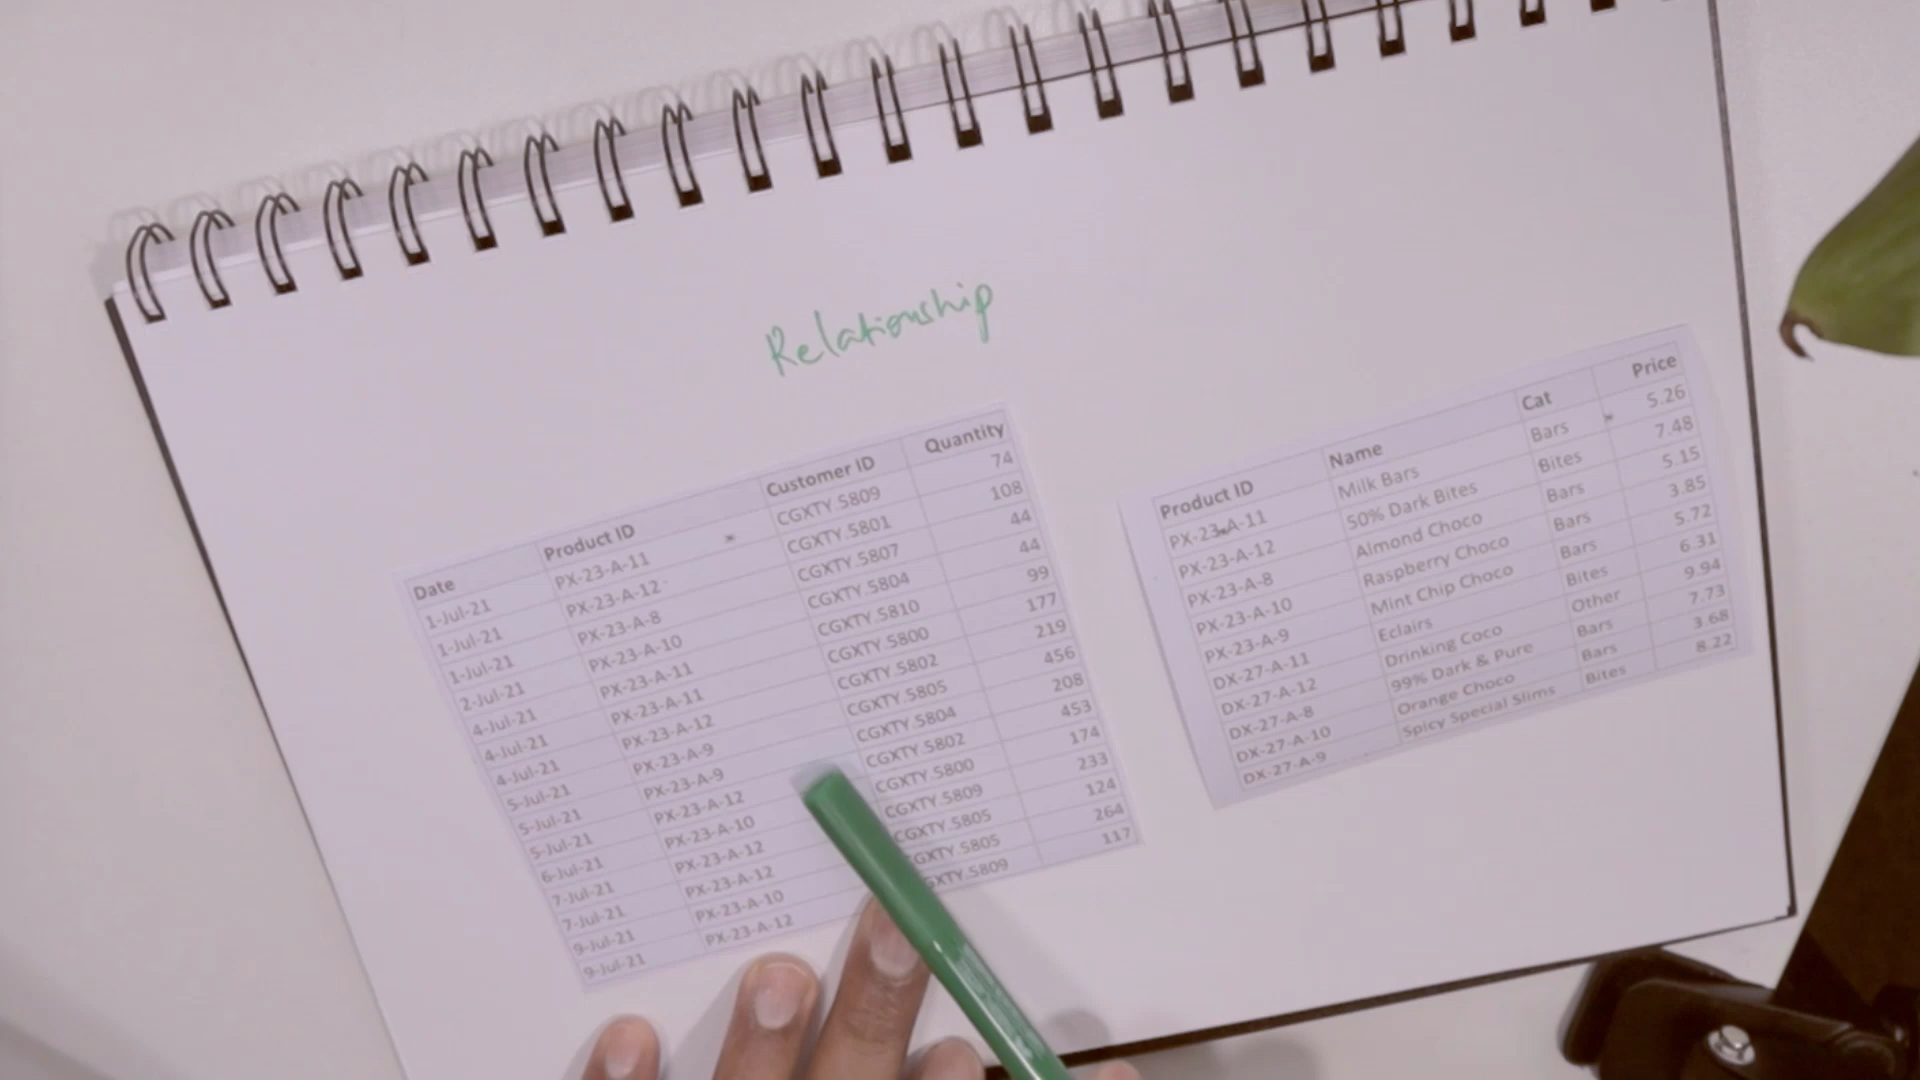 Relationship
Date Product ID Customer ID Quantity
1-Jul-21 PX-23-A-11 CGXTY.5809 74
1-Jul-21 PX-23-A-12 CGXTY.5801 108
1-Jul-21 PX-23-A-8 CGXTY.5807 44
2-Jul-21 PX-23-A-10 CGXTY.5804 44
4-Jul-21 PX-23-A-11 CGXTY.5810 99
4-Jul-21 PX-23-A-11 CGXTY.5800 177
4-Jul-21 PX-23-A-12 CGXTY.5802 219
5-Jul-21 PX-23-A-9 CGXTY.5805 456
5-Jul-21 PX-23-A-9 CGXTY.5804 208
5-Jul-21 PX-23-A-12 CGXTY.5802 453
6-Jul-21 PX-23-A-10 CGXTY.5800 174
7-Jul-21 PX-23-A-12 CGXTY.5809 233
7-Jul-21 PX-23-A-12 CGXTY.5805 124
9-Jul-21 PX-23-A-10 GXTY.5805 264
9-Jul-21 PX-23-A-12 GXTY.5809 117
Product ID Name Cat Price
PX-23-A-11 Milk Bars Bars 5.26
PX-23-A-12 50% Dark Bites Bites 7.48
PX-23-A-8 Almond Choco Bars 5.15
PX-23-A-10 Raspberry Choco Bars 3.85
PX-23-A-9 Mint Chip Choco Bars 5.72
DX-27-A-11 Eclairs Bites 6.31
DX-27-A-12 Drinking Coco Other 9.94
DX-27-A-8 99% Dark & Pure Bars 7.73
DX-27-A-10 Orange Choco Bars 3.68
DX-27-A-9 Spicy Special Slims Bites 8.22